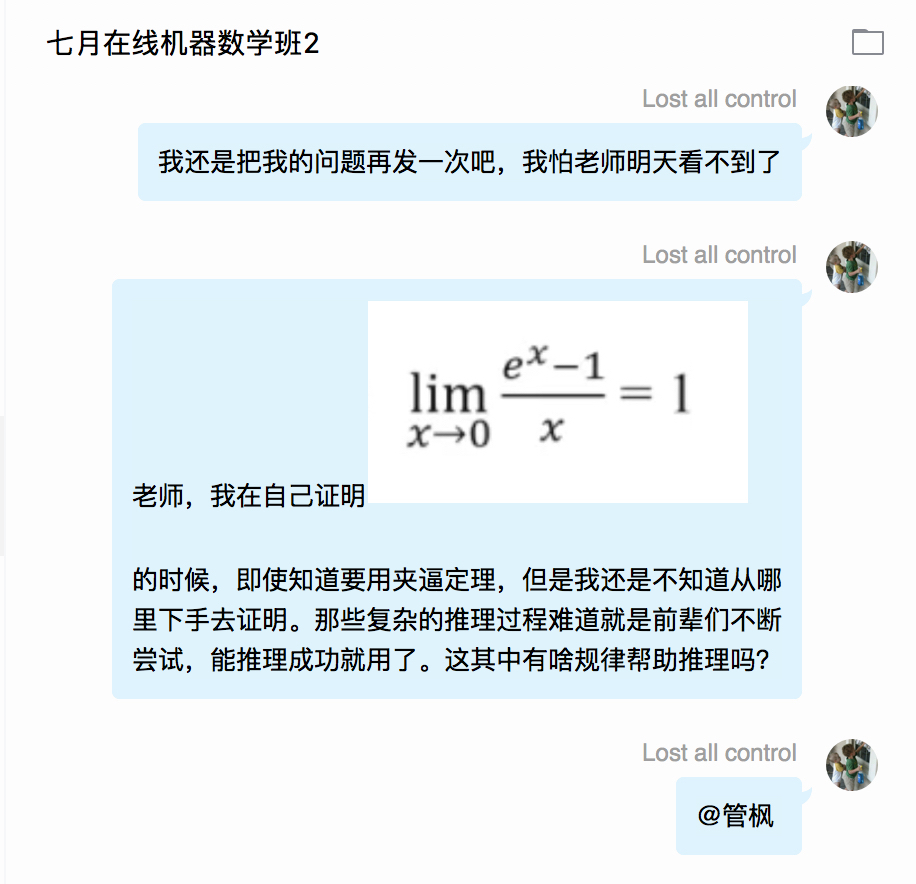 七月在线机器数学班2
Lost all control
我还是把我的问题再发一次吧，我怕老师明天看不到了
Lost all control
lim x→0 (e^x−1)/x = 1
老师，我在自己证明
的时候，即使知道要用夹逼定理，但是我还是不知道从哪
里下手去证明。那些复杂的推理过程难道就是前辈们不断
尝试，能推理成功就用了。这其中有啥规律帮助推理吗？
Lost all control
@管枫